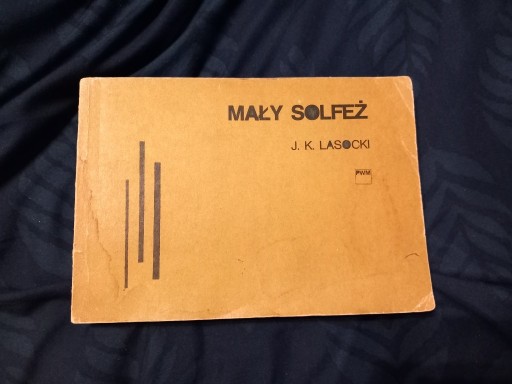 MAŁY SOLFEŻ
J. K. LASOCKI
PWM